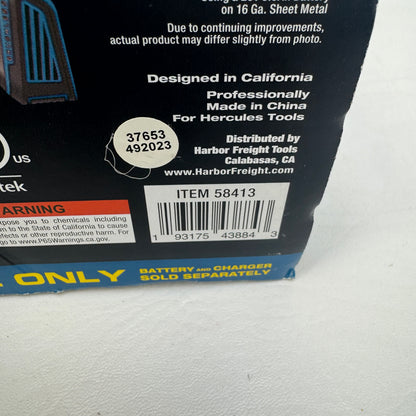 on 16 Ga. Sheet Metal
Due to continuing improvements,
actual product may differ slightly from photo.
Designed in California
Professionally
Made in China
For Hercules Tools
37653
492023
US
tek
Distributed by
Harbor Freight Tools
Calabasas, CA
www.HarborFreight.com
ITEM 58413
1 93175 43884 3
WARNING
pose you to chemicals including
n to the State of California to cause
efects or other reproductive harm. For
go to www.P65Warnings.ca.gov.
ONLY
BATTERY AND CHARGER
SOLD SEPARATELY